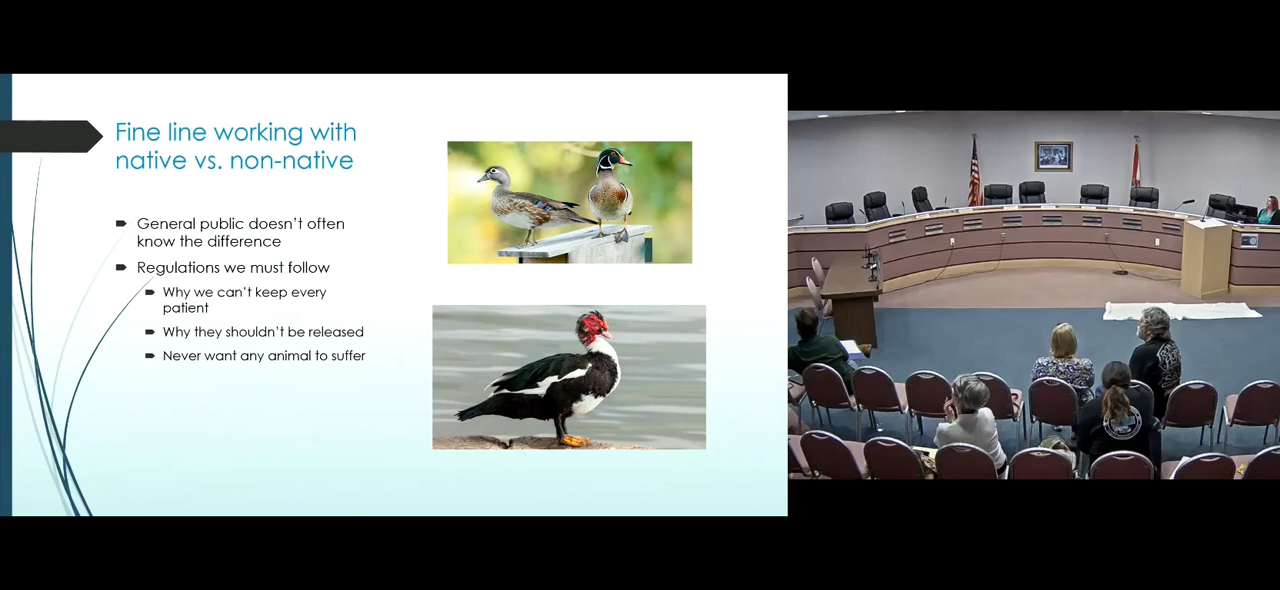 Fine line working with
native vs. non-native
General public doesn't often
know the difference
Regulations we must follow
Why we can't keep every
patient
Why they shouldn't be released
Never want any animal to suffer